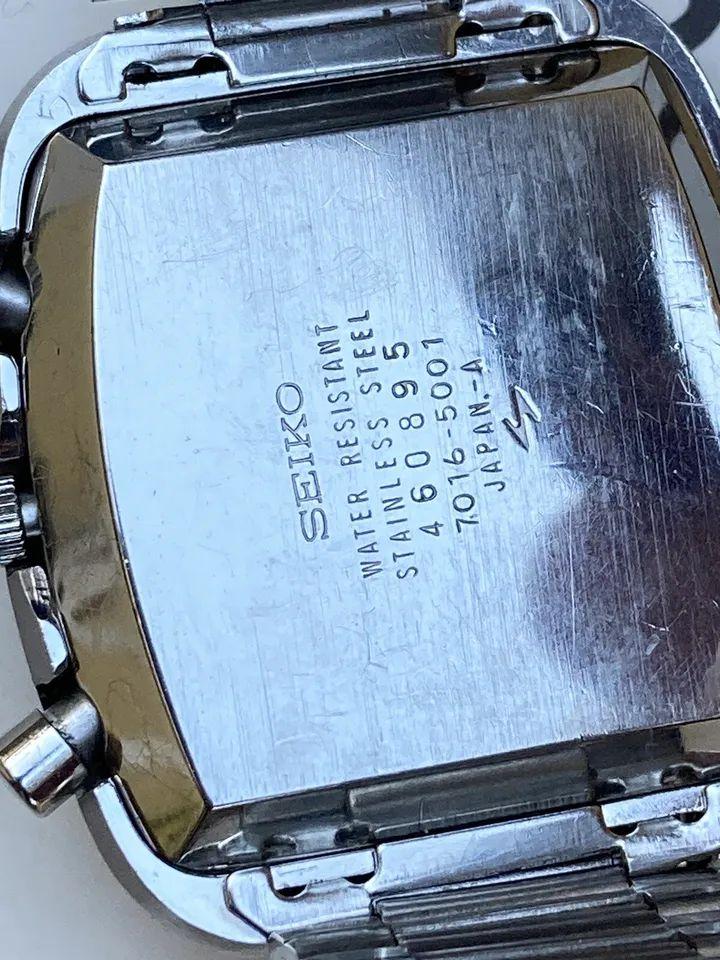 SEIKO
WATER RESISTANT
STAINLESS STEEL
460895
7016-5001
JAPAN.-A